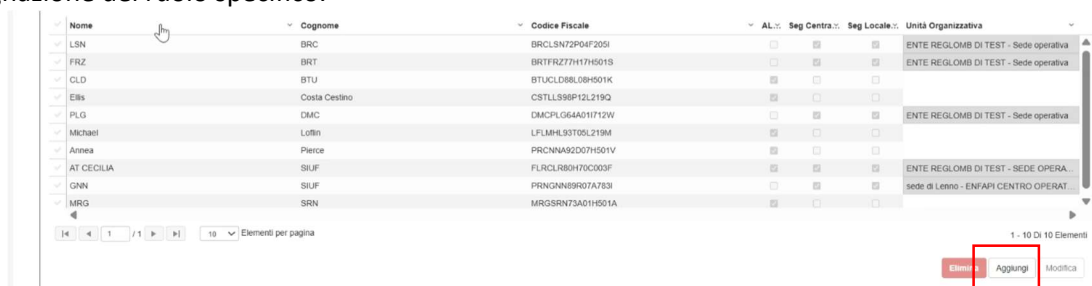 Nome Cognome Codice Fiscale AL... Seg Centra... Seg Locale... Unità Organizzativa
LSN BRC BRCLSN72P04F205I ENTE REGLOMB DI TEST - Sede operativa
FRZ BRT BRTFRZ77H17H501S ENTE REGLOMB DI TEST - Sede operativa
CLD BTU BTUCLD88L08H501K
Ellis Costa Cestino CSTLLS98P12L219Q
PLG DMC DMCPLG64A01I712W ENTE REGLOMB DI TEST - Sede operativa
Michael Loflin LFLMHL93T05L219M
Annea Pierce PRCNNA92D07H501V
AT CECILIA SIUF FLRCLR80H70C003F ENTE REGLOMB DI TEST - SEDE OPERA...
GNN SIUF PRNGNN89R07A783I sede di Lenno - ENFAPI CENTRO OPERAT...
MRG SRN MRGSRN73A01H501A
1 / 1 10 Elementi per pagina 1 - 10 Di 10 Elementi
Elimina Aggiungi Modifica